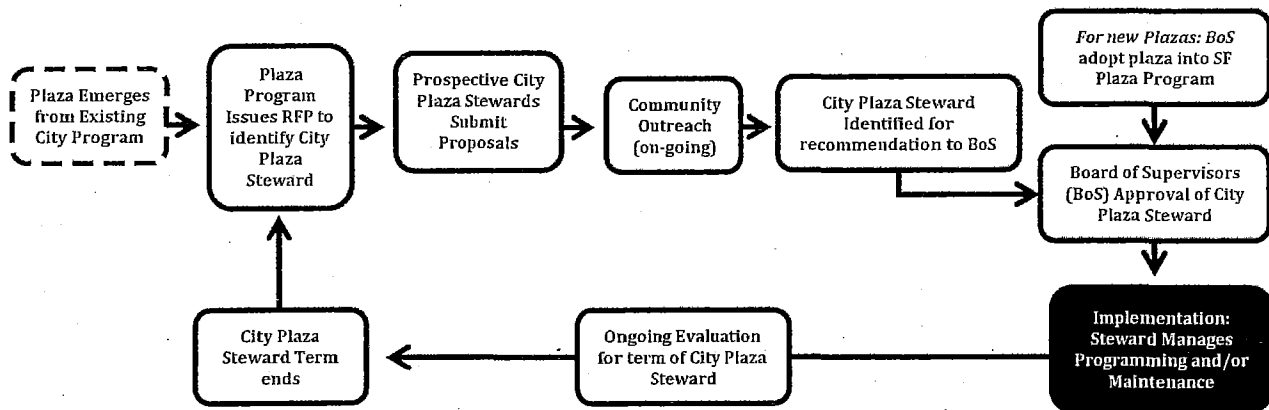 Plaza Emerges
from Existing
City Program
Plaza
Program
Issues RFP to
identify City
Plaza
Steward
Prospective City
Plaza Stewards
Submit
Proposals
Community
Outreach
(on-going)
City Plaza Steward
Identified for
recommendation to BoS
For new Plazas: BoS
adopt plaza into SF
Plaza Program
Board of Supervisors
(BoS) Approval of City
Plaza Steward
Implementation:
Steward Manages
Programming and/or
Maintenance
Ongoing Evaluation
for term of City Plaza
Steward
City Plaza
Steward Term
ends